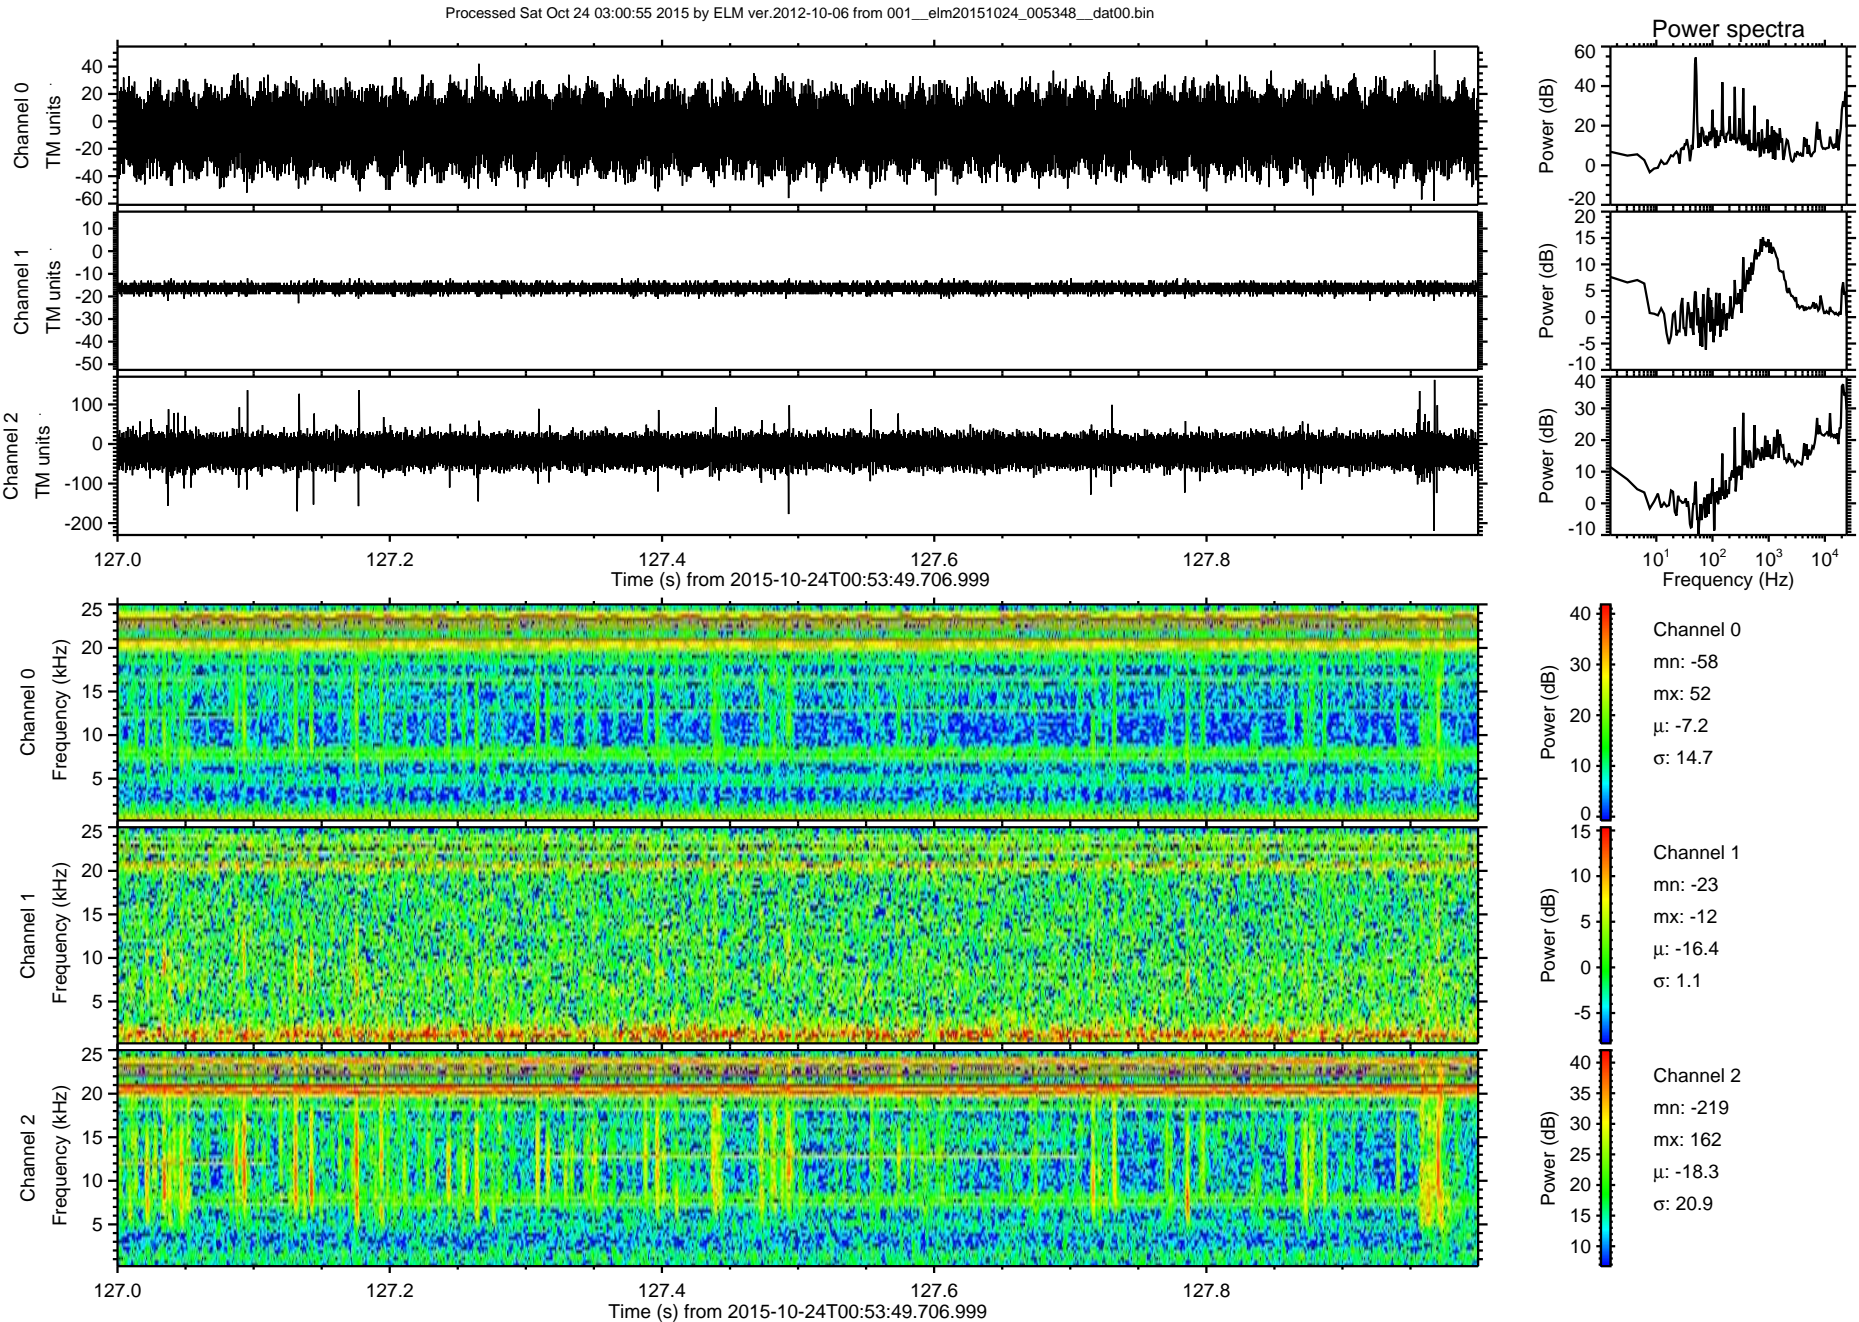 Processed Sat Oct 24 03:00:55 2015 by ELM ver.2012-10-06 from 001__elm20151024_005348__dat00.bin
Power spectra
Channel 0
TM units
40
20
0
-20
-40
-60
Power (dB)
60
40
20
0
-20
Channel 1
TM units
10
0
-10
-20
-30
-40
-50
Power (dB)
20
15
10
5
0
-5
-10
Channel 2
TM units
100
0
-100
-200
Power (dB)
40
30
20
10
0
-10
127.0 127.2 127.4 127.6 127.8
Time (s) from 2015-10-24T00:53:49.706.999
10¹ 10² 10³ 10⁴
Frequency (Hz)
Channel 0
Frequency (kHz)
25
20
15
10
5
Power (dB)
40
30
20
10
0
Channel 0
mn: -58
mx: 52
μ: -7.2
σ: 14.7
Channel 1
Frequency (kHz)
25
20
15
10
5
Power (dB)
15
10
5
0
-5
Channel 1
mn: -23
mx: -12
μ: -16.4
σ: 1.1
Channel 2
Frequency (kHz)
25
20
15
10
5
Power (dB)
40
35
30
25
20
15
10
Channel 2
mn: -219
mx: 162
μ: -18.3
σ: 20.9
127.0 127.2 127.4 127.6 127.8
Time (s) from 2015-10-24T00:53:49.706.999